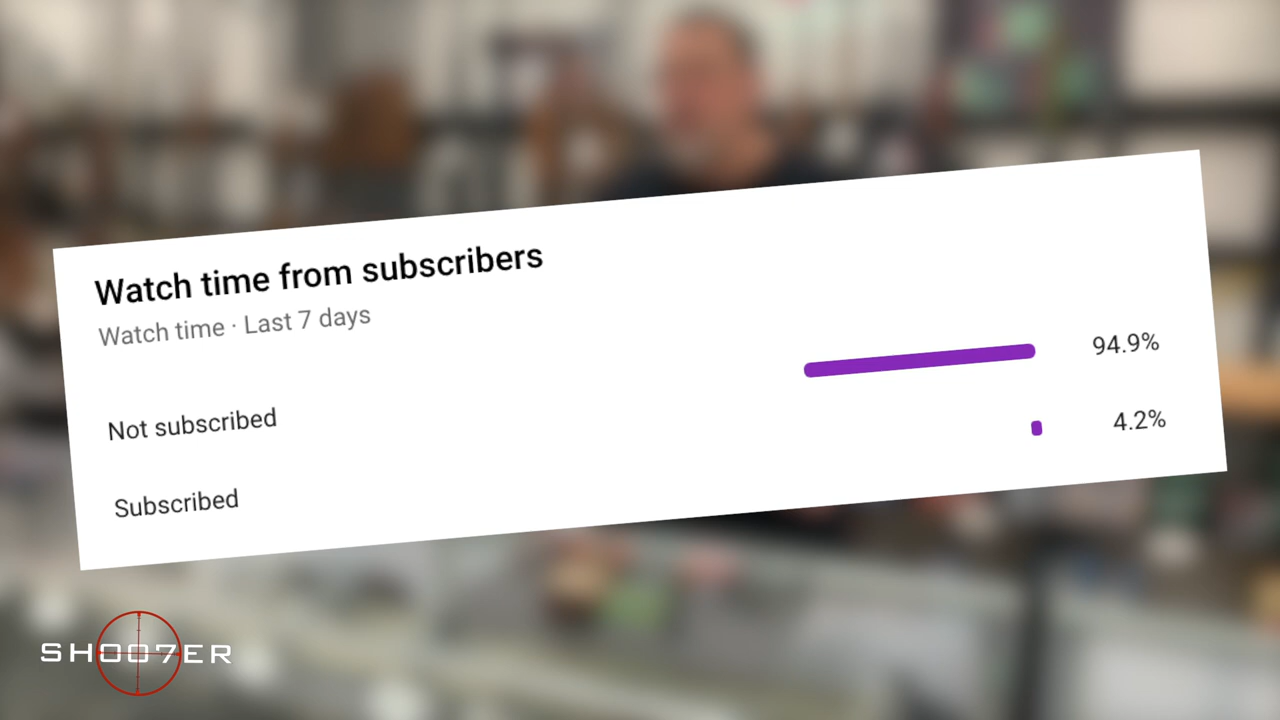 Watch time from subscribers
Watch time · Last 7 days
Not subscribed 94.9%
Subscribed 4.2%
SHOO7ER